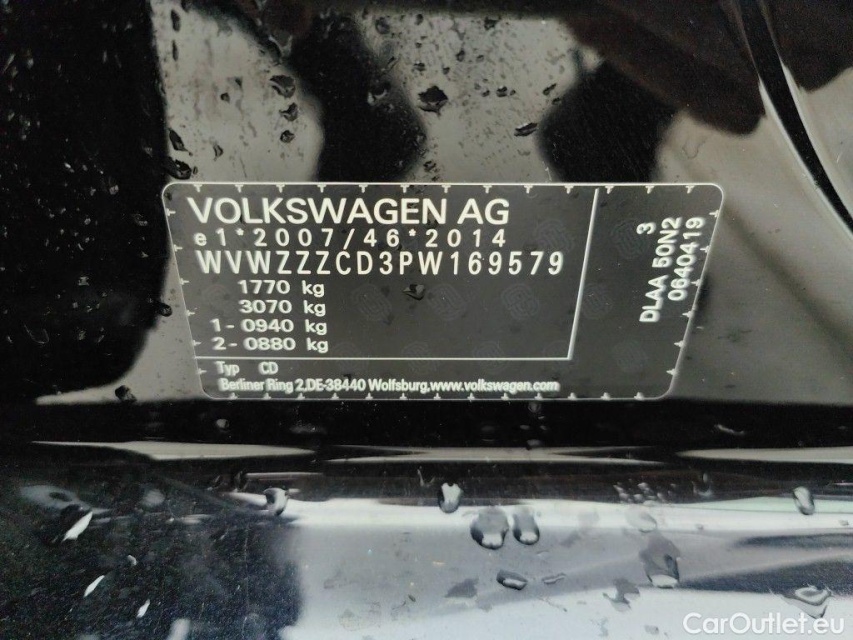 VOLKSWAGEN AG
e1*2007/46*2014
WVWZZZCD3PW169579
1770 kg
3070 kg
1-0940 kg
2-0880 kg
Typ CD
Berliner Ring 2,DE-38440 Wolfsburg,www.volkswagen.com
3
DLAA 50N2
0640419
CarOutlet.eu